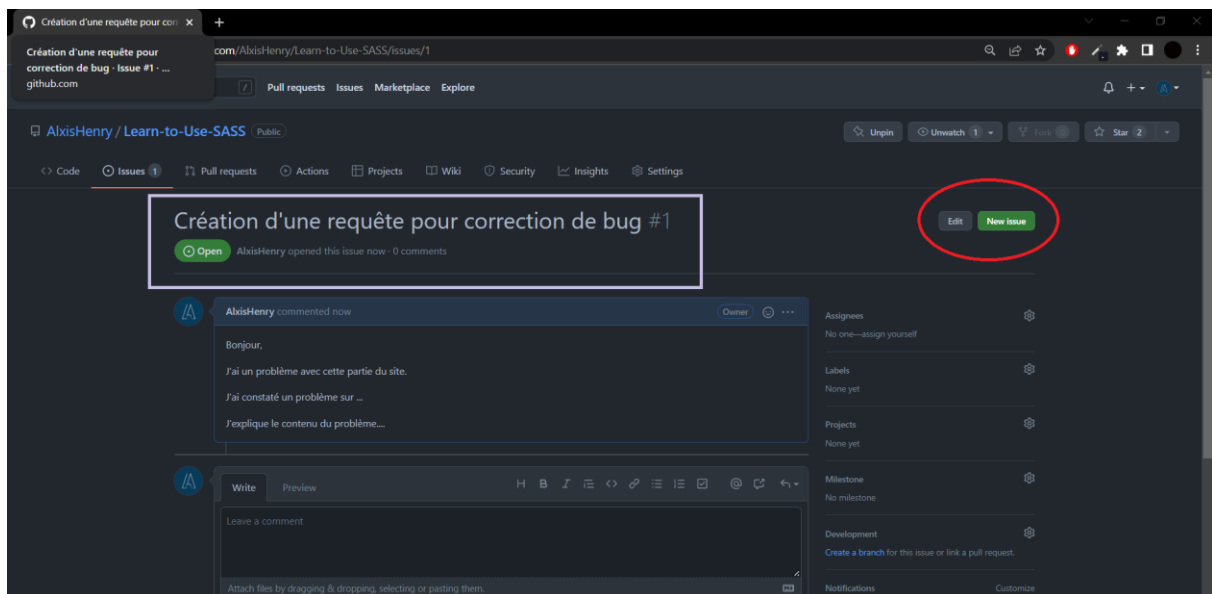 Création d'une requête pour corr
Création d'une requête pour
correction de bug · Issue #1 · ...
github.com
com/AlxisHenry/Learn-to-Use-SASS/issues/1
/ Pull requests Issues Marketplace Explore
AlxisHenry / Learn-to-Use-SASS Public
Unpin Unwatch 1 Fork 0 Star 2
<> Code Issues 1 Pull requests Actions Projects Wiki Security Insights Settings
Création d'une requête pour correction de bug #1
Edit New issue
Open AlxisHenry opened this issue now · 0 comments
AlxisHenry commented now Owner ...
Bonjour,
J'ai un problème avec cette partie du site.
J'ai constaté un problème sur ...
J'explique le contenu du problème....
Assignees
No one—assign yourself
Labels
None yet
Projects
None yet
Milestone
No milestone
Development
Create a branch for this issue or link a pull request.
Notifications Customize
Write Preview H B I <> @
Leave a comment
Attach files by dragging & dropping, selecting or pasting them.